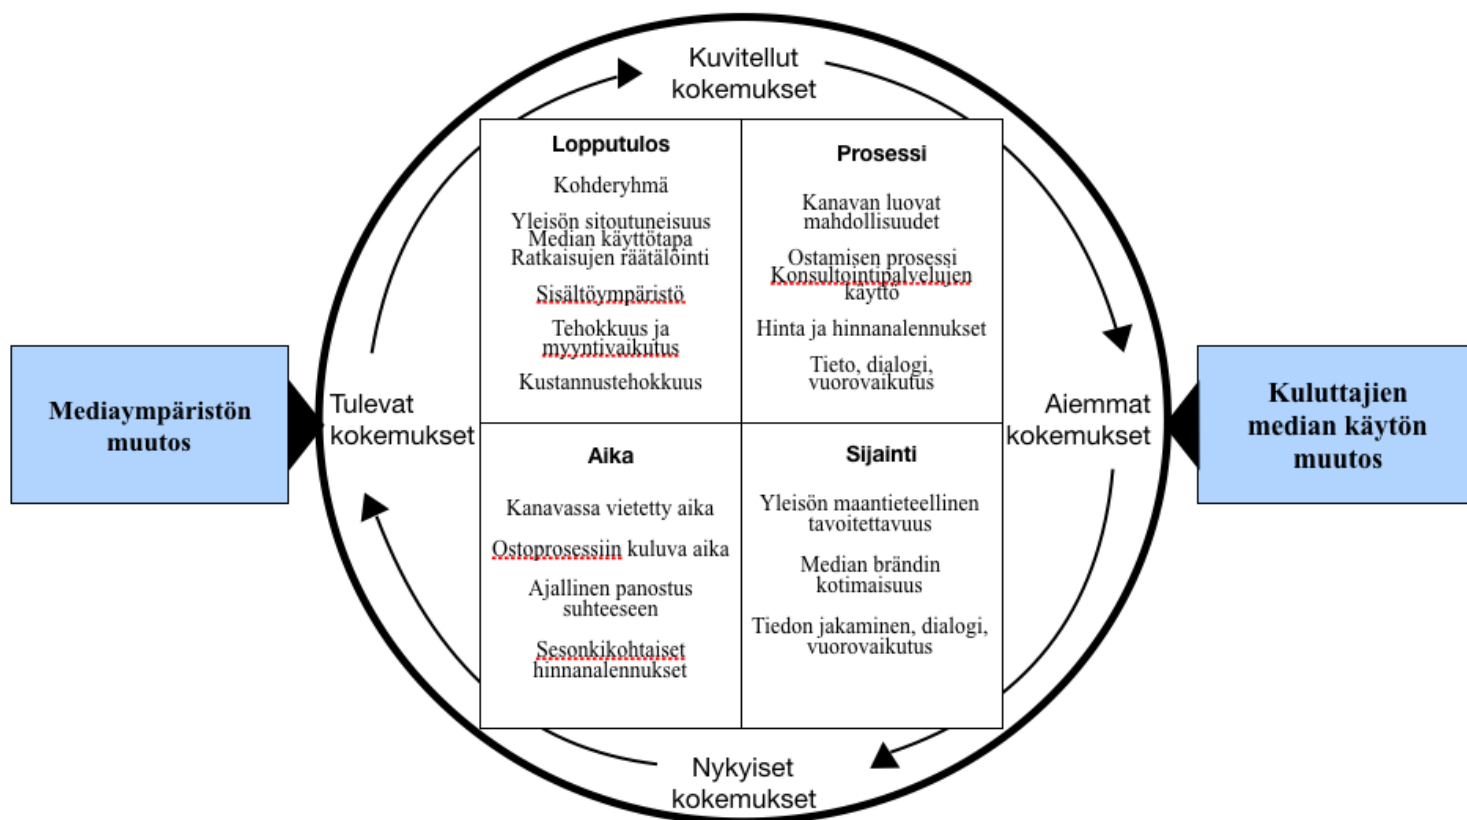 Kuvitellut
kokemukset
Lopputulos
Kohderyhmä
Yleisön sitoutuneisuus
Median käyttötapa
Ratkaisujen räätälöinti
Sisältöympäristö
Tehokkuus ja
myyntivaikutus
Kustannustehokkuus
Prosessi
Kanavan luovat
mahdollisuudet
Ostamisen prosessi
Konsultointipalvelujen
käyttö
Hinta ja hinnanalennukset
Tieto, dialogi,
vuorovaikutus
Mediaympäristön
muutos
Tulevat
kokemukset
Aiemmat
kokemukset
Kuluttajien
median käytön
muutos
Aika
Kanavassa vietetty aika
Ostoprosessiin kuluva aika
Ajallinen panostus
suhteeseen
Sesonkikohtaiset
hinnanalennukset
Sijainti
Yleisön maantieteellinen
tavoitettavuus
Median brändin
kotimaisuus
Tiedon jakaminen, dialogi,
vuorovaikutus
Nykyiset
kokemukset